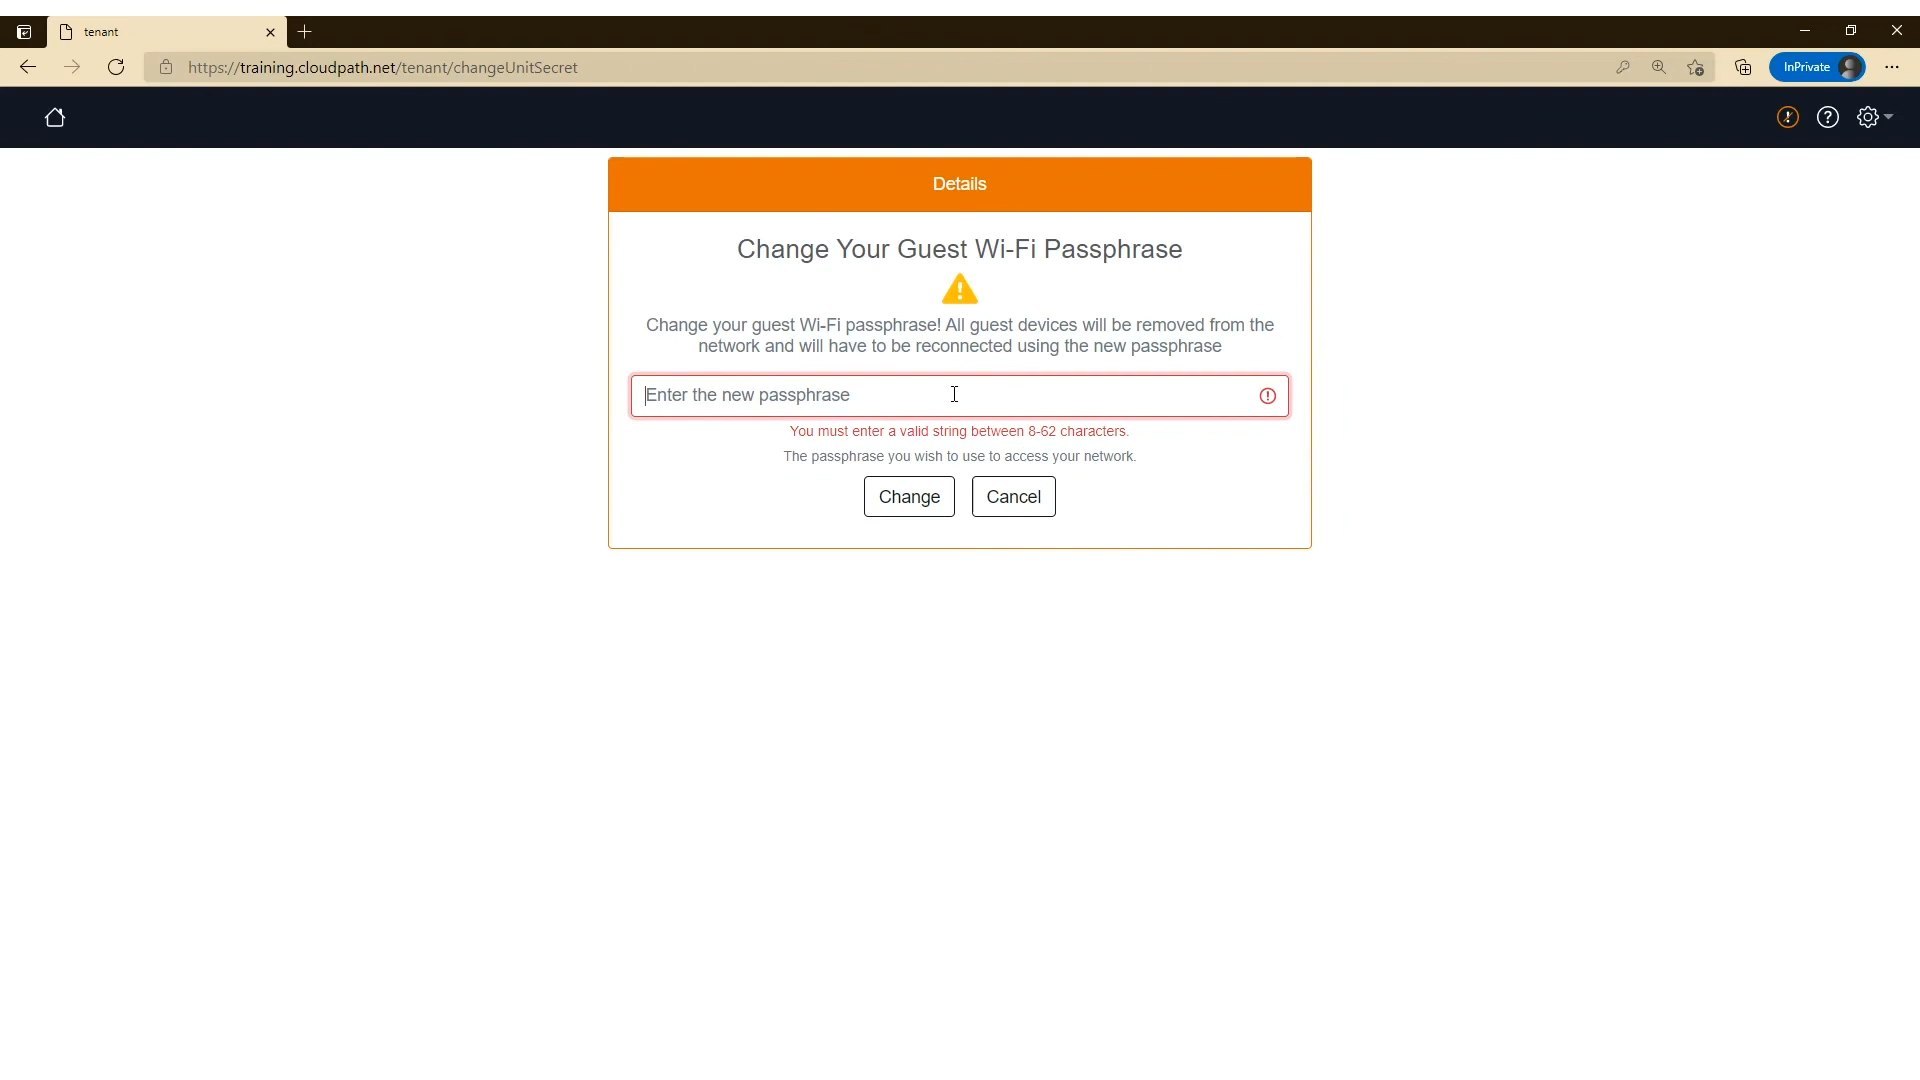 tenant
https://training.cloudpath.net/tenant/changeUnitSecret
InPrivate
Details
Change Your Guest Wi-Fi Passphrase
Change your guest Wi-Fi passphrase! All guest devices will be removed from the
network and will have to be reconnected using the new passphrase
Enter the new passphrase
You must enter a valid string between 8-62 characters.
The passphrase you wish to use to access your network.
Change Cancel